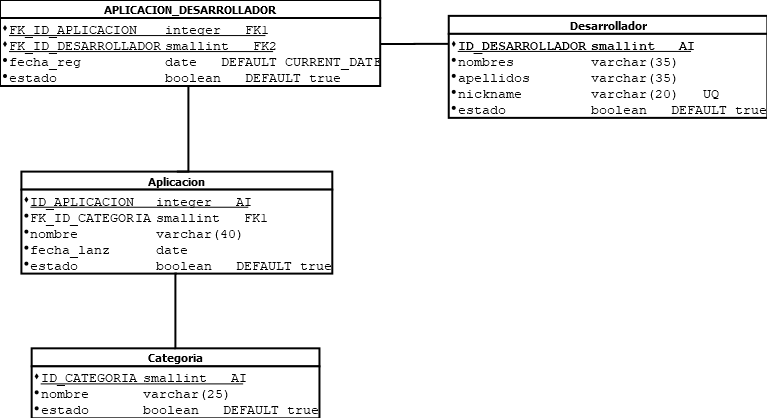 APLICACION_DESARROLLADOR
FK_ID_APLICACION integer FK1
FK_ID_DESARROLLADOR smallint FK2
fecha_reg date DEFAULT CURRENT_DATE
estado boolean DEFAULT true
Desarrollador
ID_DESARROLLADOR smallint AI
nombres varchar(35)
apellidos varchar(35)
nickname varchar(20) UQ
estado boolean DEFAULT true
Aplicacion
ID_APLICACION integer AI
FK_ID_CATEGORIA smallint FK1
nombre varchar(40)
fecha_lanz date
estado boolean DEFAULT true
Categoria
ID_CATEGORIA smallint AI
nombre varchar(25)
estado boolean DEFAULT true